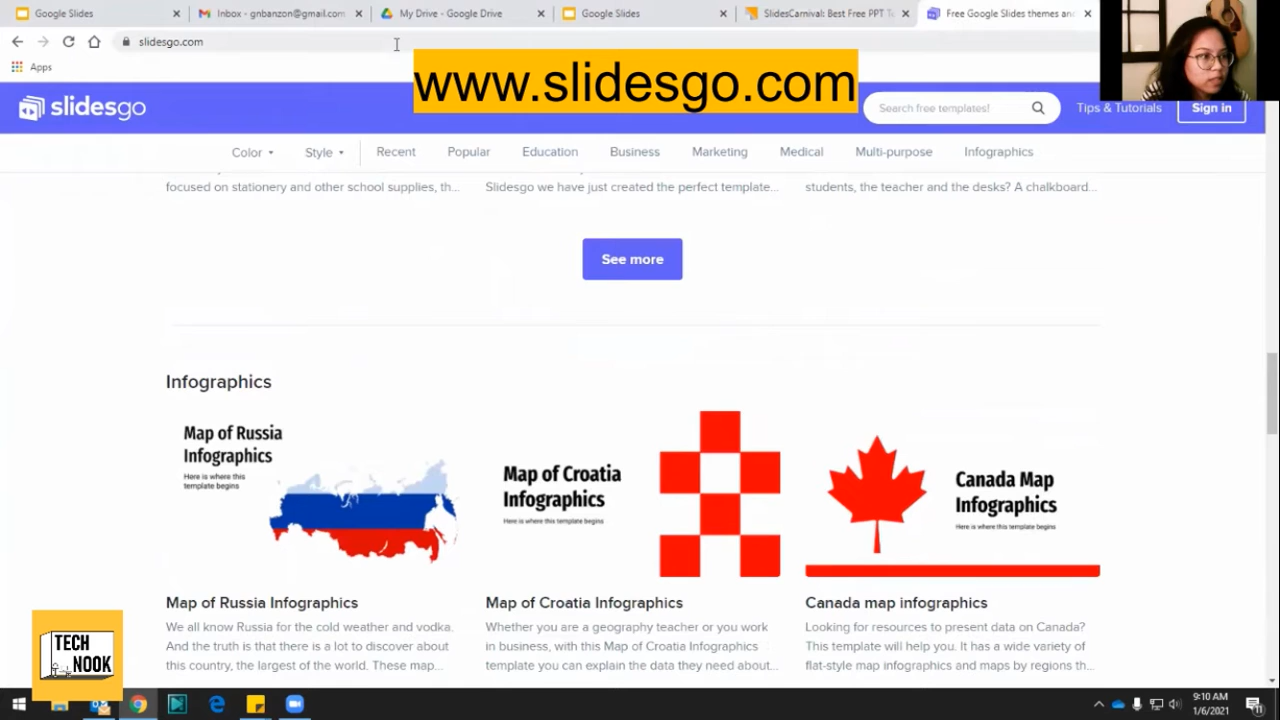 Google Slides
Inbox - gnbanzon@gmail.com
My Drive - Google Drive
Google Slides
SlidesCarnival: Best Free PPT Te
Free Google Slides themes an
slidesgo.com
Apps
www.slidesgo.com
slidesgo
Search free templates!
Tips & Tutorials
Sign in
Color
Style
Recent
Popular
Education
Business
Marketing
Medical
Multi-purpose
Infographics
focused on stationery and other school supplies, th...
Slidesgo we have just created the perfect template...
students, the teacher and the desks? A chalkboard...
See more
Infographics
Map of Russia
Infographics
Here is where this
template begins
Map of Croatia
Infographics
Here is where this template begins
Canada Map
Infographics
Here is where this template begins
Map of Russia Infographics
We all know Russia for the cold weather and vodka.
And the truth is that there is a lot to discover about
this country, the largest of the world. These map...
Map of Croatia Infographics
Whether you are a geography teacher or you work
in business, with this Map of Croatia Infographics
template you can explain the data they need about...
Canada map infographics
Looking for resources to present data on Canada?
This template will help you. It has a wide variety of
flat-style map infographics and maps by regions th...
TECH
NOOK
9:10 AM
1/6/2021